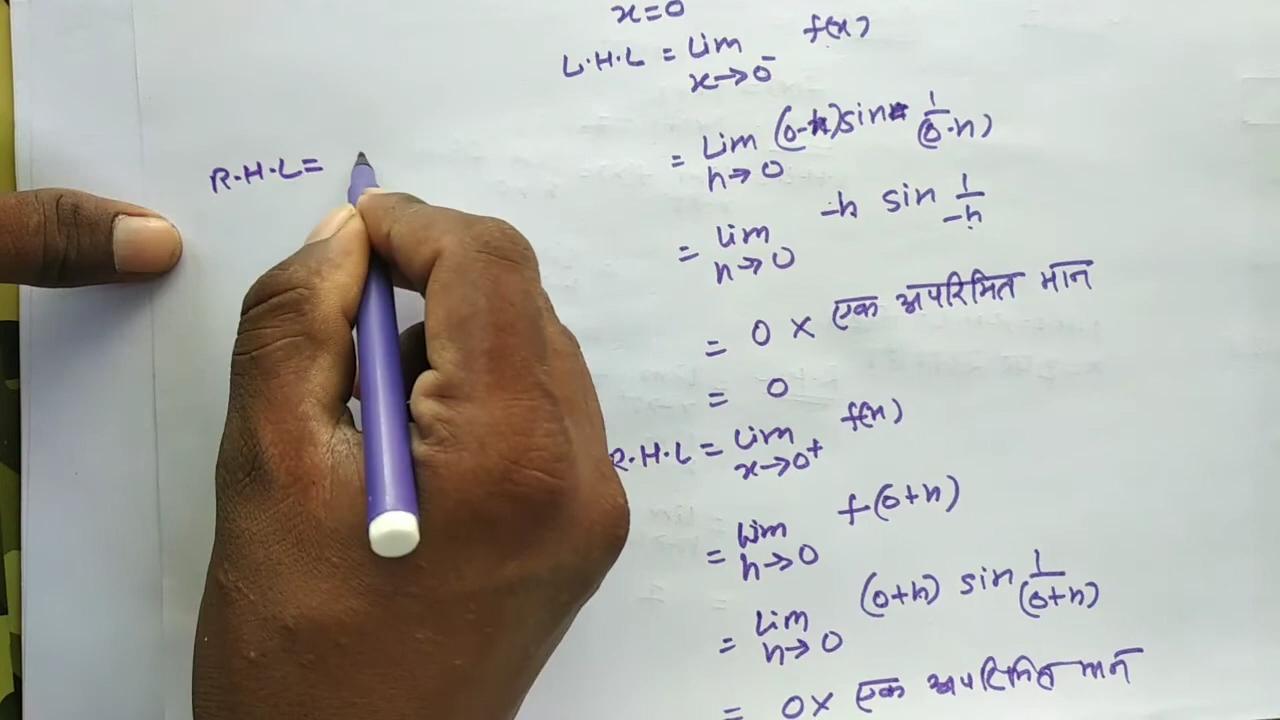 R.H.L =
x=0
L.H.L = Lim f(x)
x→0⁻
= Lim (0-h) sin 1/(0-h)
h→0
= Lim -h sin 1/-h
h→0
= 0 × एक अपरिमित मान
= 0
R.H.L = Lim f(x)
x→0⁺
= Lim f(0+h)
h→0
= Lim (0+h) sin 1/(0+h)
h→0
= 0× एक अपरिमित मान